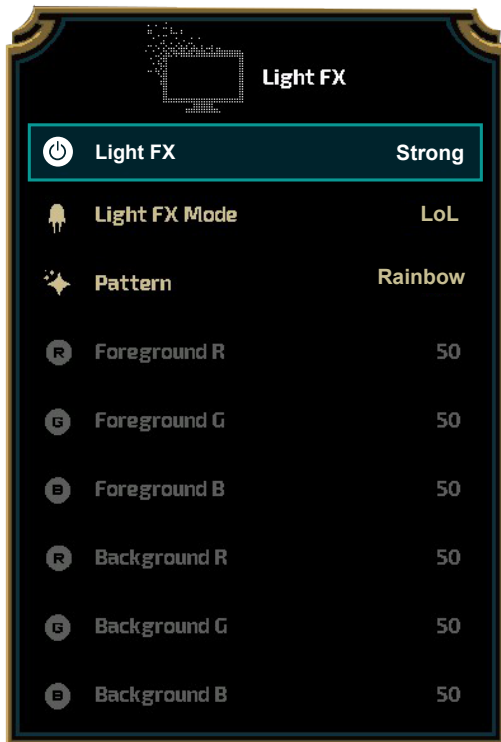 Light FX
Light FX Strong
Light FX Mode LoL
Pattern Rainbow
R Foreground R 50
G Foreground G 50
B Foreground B 50
R Background R 50
G Background G 50
B Background B 50